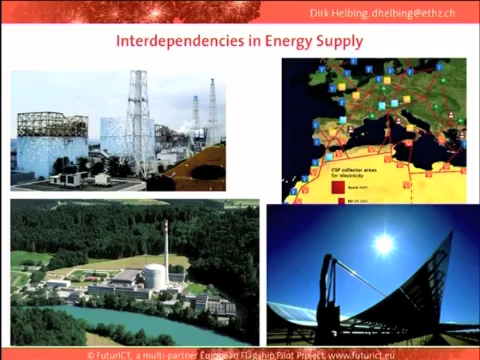 Dirk Helbing, dhelbing@ethz.ch
Interdependencies in Energy Supply
CSP collector areas
for electricity
© FuturICT, a multi-partner European Flagship Pilot Project, www.futurict.eu